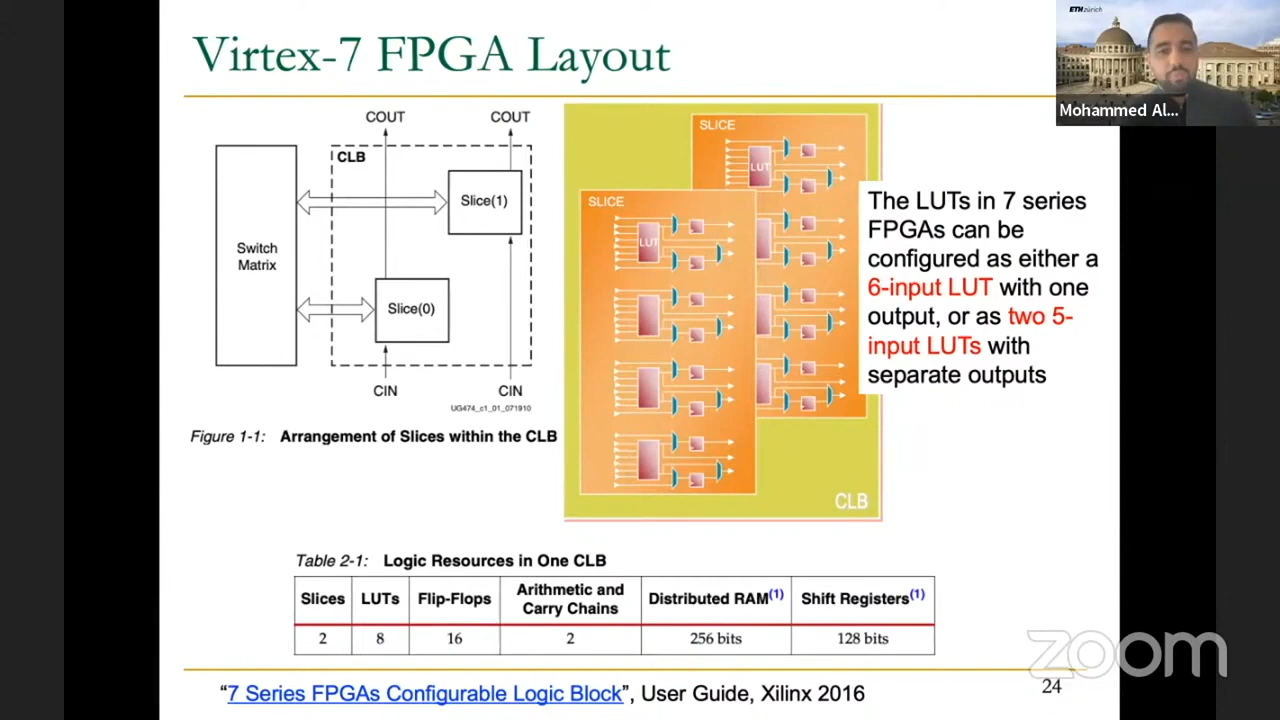 Virtex-7 FPGA Layout
ETH zürich
Mohammed Al...
COUT
COUT
CLB
Slice(1)
Switch
Matrix
Slice(0)
CIN
CIN
UG474_c1_01_071910
Figure 1-1: Arrangement of Slices within the CLB
SLICE
LUT
SLICE
LUT
CLB
The LUTs in 7 series
FPGAs can be
configured as either a
6-input LUT with one
output, or as two 5-
input LUTs with
separate outputs
Table 2-1: Logic Resources in One CLB
Slices LUTs Flip-Flops Arithmetic and Carry Chains Distributed RAM(1) Shift Registers(1)
2 8 16 2 256 bits 128 bits
zoom
"7 Series FPGAs Configurable Logic Block", User Guide, Xilinx 2016
24